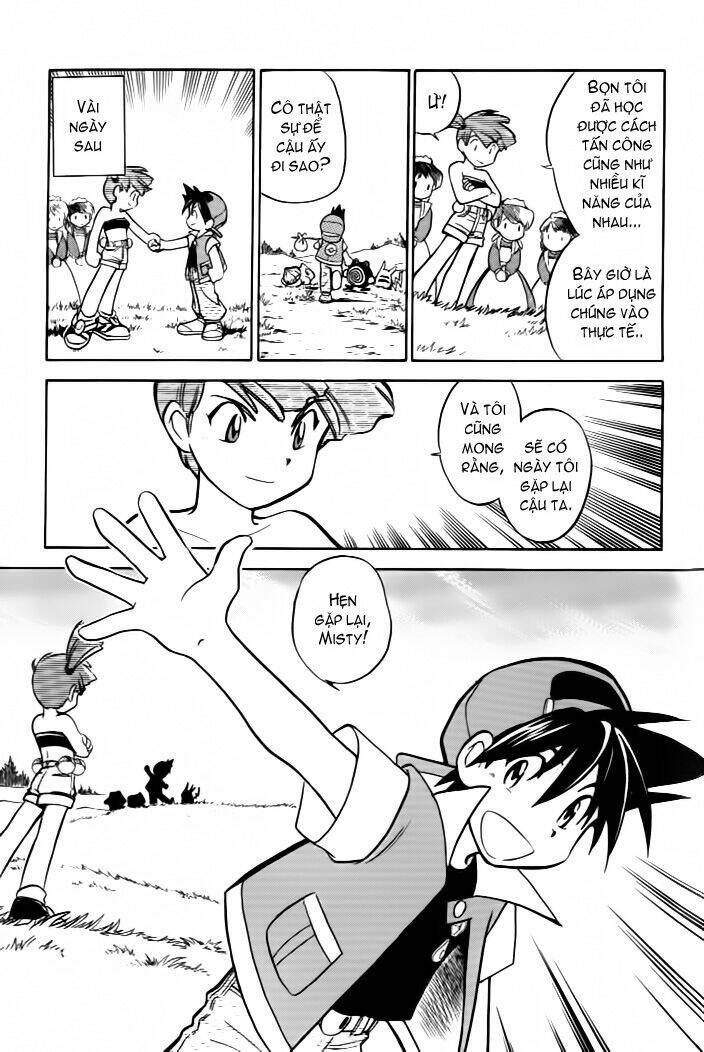 VÀI
NGÀY
SAU
CÔ THẬT
SỰ ĐỂ
CẬU ẤY
ĐI SAO?
Ừ!
BỌN TÔI
ĐÃ HỌC
ĐƯỢC CÁCH
TẤN CÔNG
CŨNG NHƯ
NHIỀU KĨ
NĂNG CỦA
NHAU...
BÂY GIỜ LÀ
LÚC ÁP DỤNG
CHÚNG VÀO
THỰC TẾ..
VÀ TÔI
CŨNG
MONG
RẰNG,
SẼ CÓ
NGÀY TÔI
GẶP LẠI
CẬU TA.
HẸN
GẶP LẠI,
MISTY!